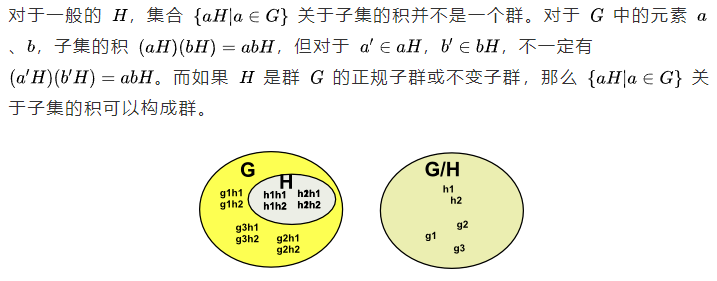 对于一般的 H，集合 {aH|a ∈ G} 关于子集的积并不是一个群。对于 G 中的元素 a
、b，子集的积 (aH)(bH) = abH，但对于 a′ ∈ aH，b′ ∈ bH，不一定有
(a′H)(b′H) = abH。而如果 H 是群 G 的正规子群或不变子群，那么 {aH|a ∈ G} 关
于子集的积可以构成群。
G
H
g1h1 h1h1 h2h1
g1h2 h1h2 h2h2
g3h1
g3h2
g2h1
g2h2
G/H
h1
h2
g2
g1
g3